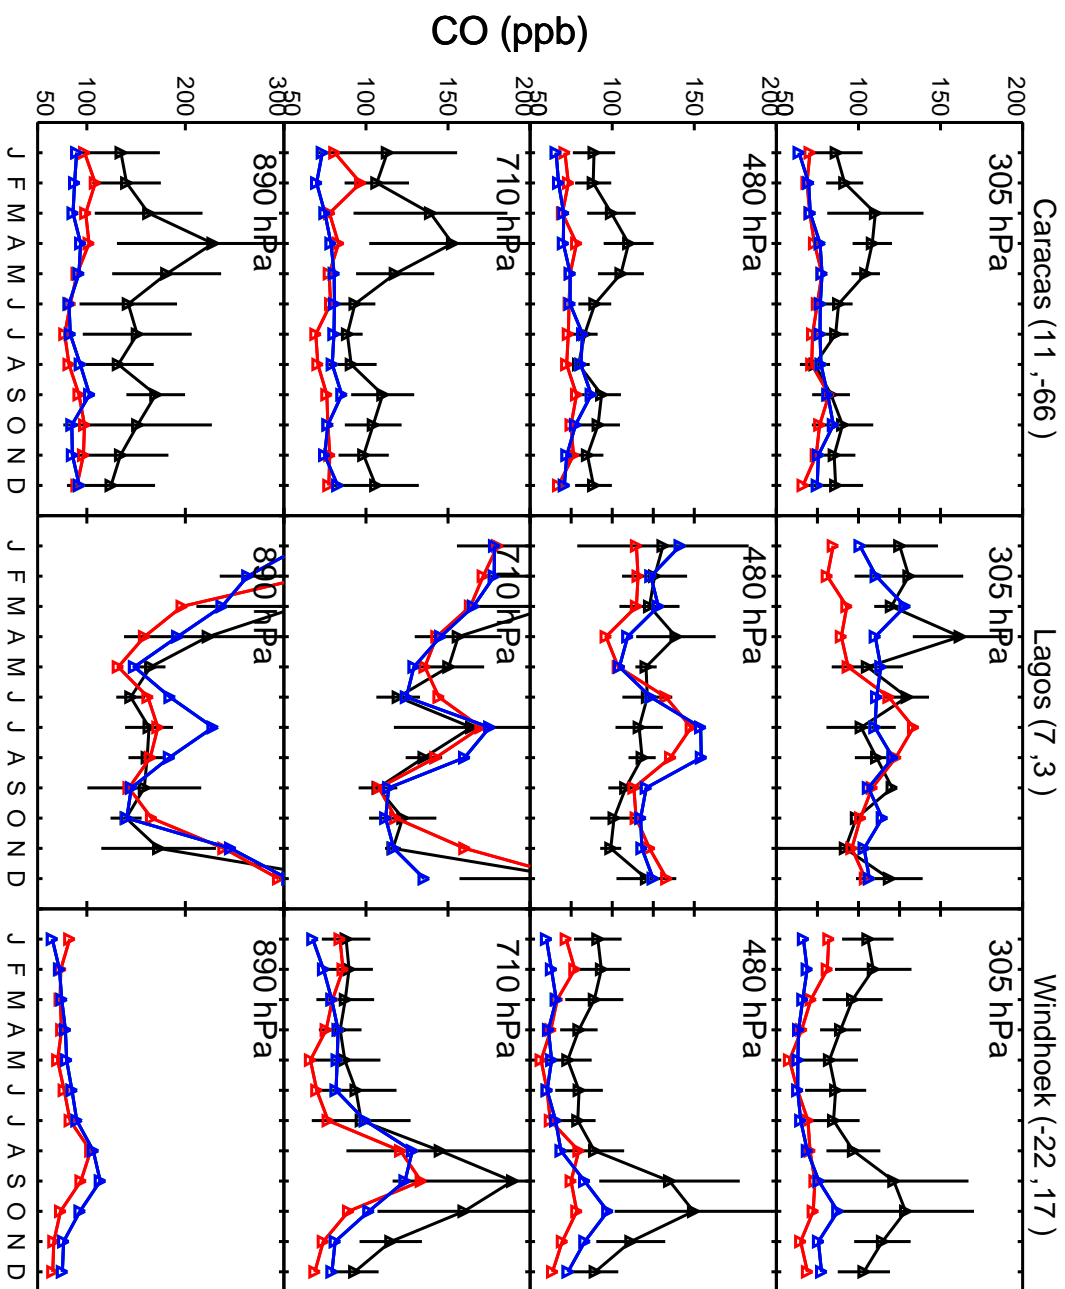 Caracas (11 ,-66 ) Lagos (7 ,3 ) Windhoek (-22 ,17 )
CO (ppb)
200
305 hPa 305 hPa 305 hPa
150
100
50
200
480 hPa 480 hPa 480 hPa
150
100
50
200
710 hPa 710 hPa 710 hPa
150
100
50
300
890 hPa 890 hPa 890 hPa
200
100
50
J F M A M J J A S O N D J F M A M J J A S O N D J F M A M J J A S O N D